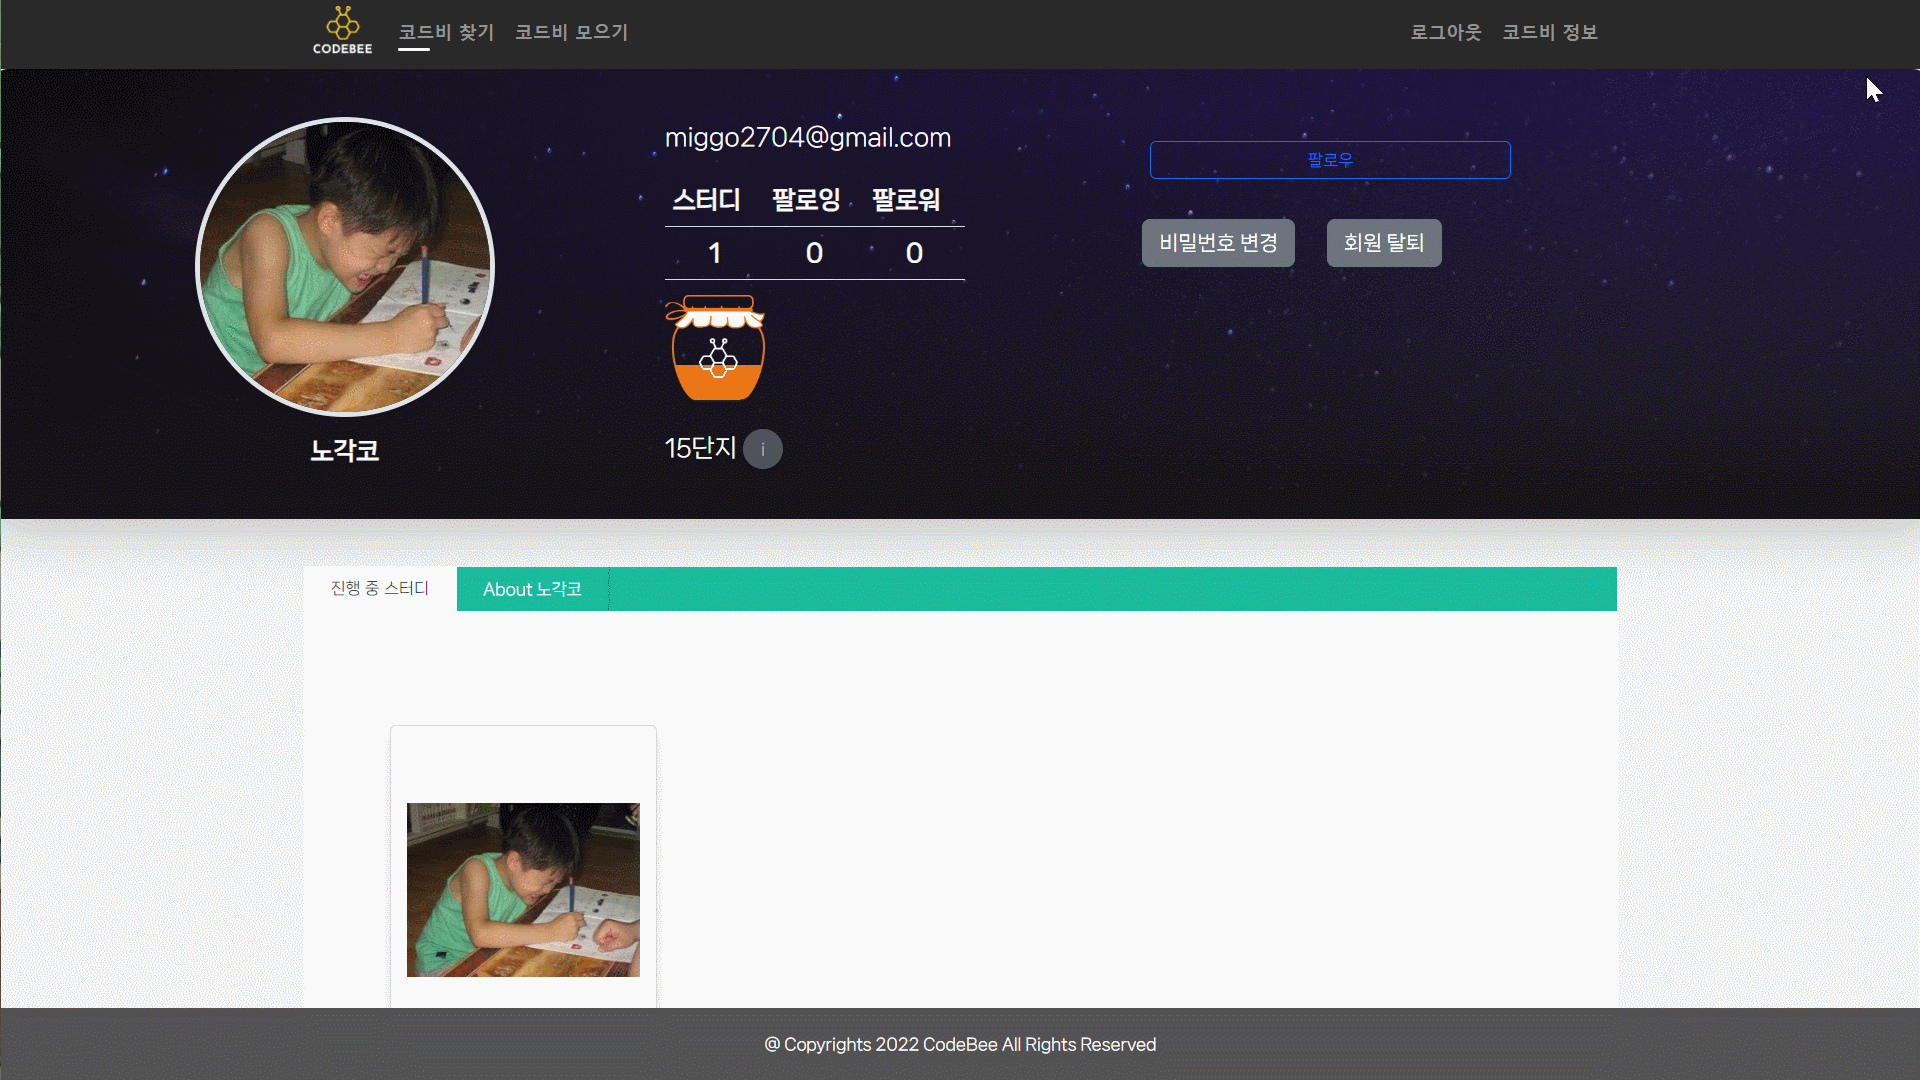 CODEBEE
코드비 찾기
코드비 모으기
로그아웃
코드비 정보
miggo2704@gmail.com
팔로우
스터디 팔로잉 팔로워
1 0 0
비밀번호 변경
회원 탈퇴
노각코
15단지 i
진행 중 스터디
About 노각코
@ Copyrights 2022 CodeBee All Rights Reserved